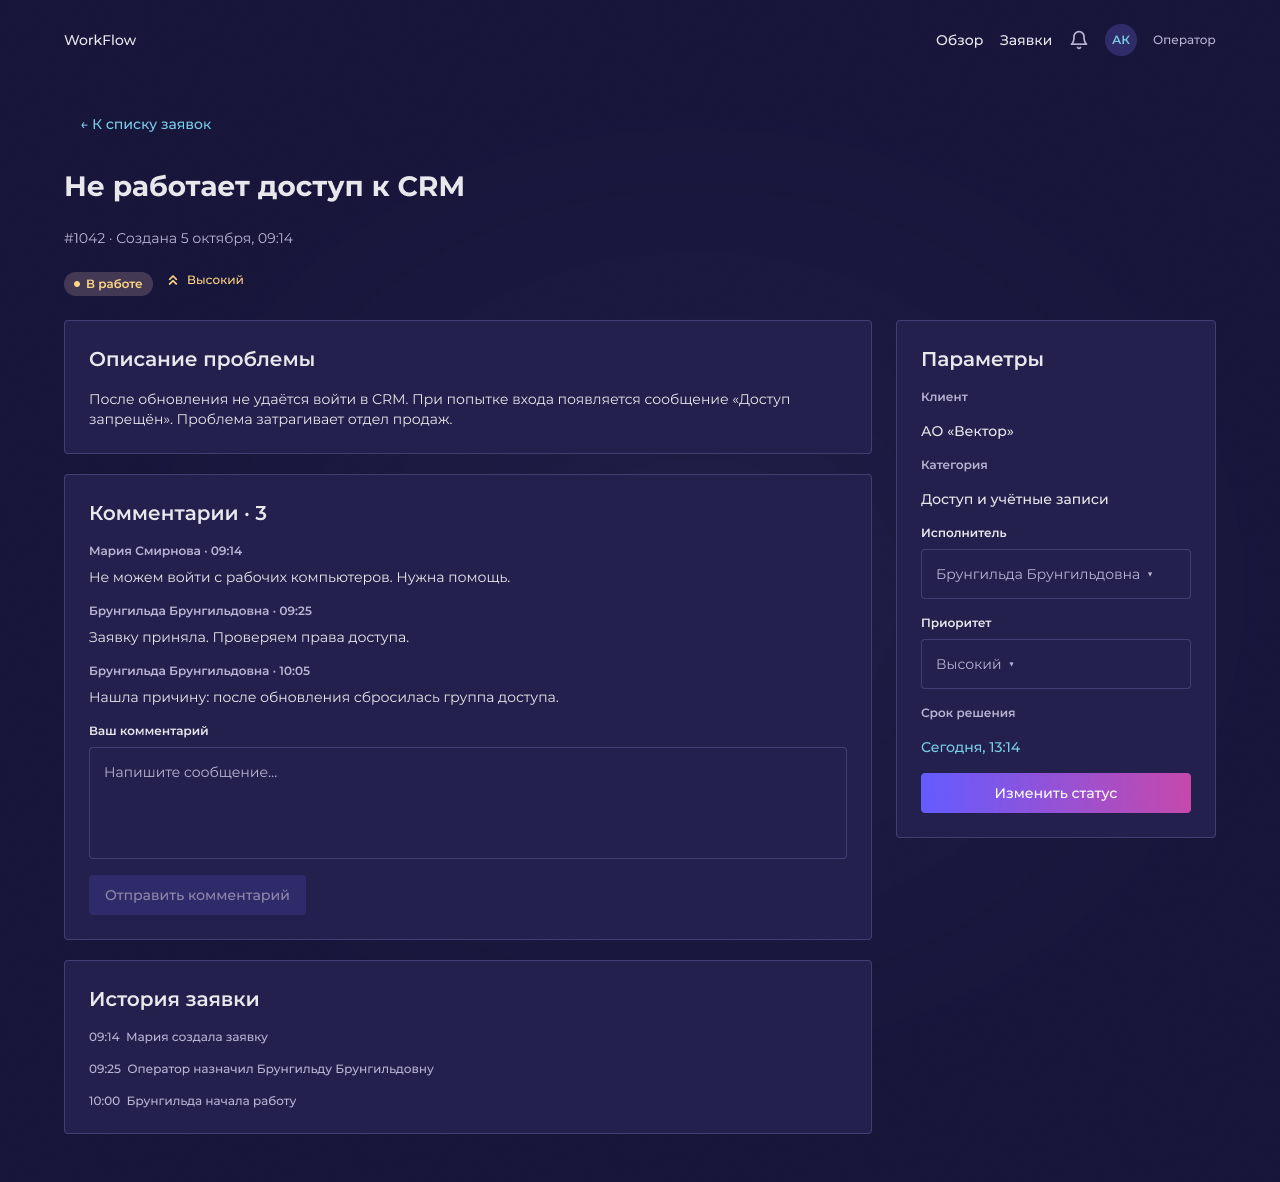 WorkFlow
Обзор Заявки АК Оператор
← К списку заявок
Не работает доступ к CRM
#1042 · Создана 5 октября, 09:14
В работе Высокий
Описание проблемы
После обновления не удаётся войти в CRM. При попытке входа появляется сообщение «Доступ
запрещён». Проблема затрагивает отдел продаж.
Комментарии · 3
Мария Смирнова · 09:14
Не можем войти с рабочих компьютеров. Нужна помощь.
Брунгильда Брунгильдовна · 09:25
Заявку приняла. Проверяем права доступа.
Брунгильда Брунгильдовна · 10:05
Нашла причину: после обновления сбросилась группа доступа.
Ваш комментарий
Напишите сообщение...
Отправить комментарий
История заявки
09:14 Мария создала заявку
09:25 Оператор назначил Брунгильду Брунгильдовну
10:00 Брунгильда начала работу
Параметры
Клиент
АО «Вектор»
Категория
Доступ и учётные записи
Исполнитель
Брунгильда Брунгильдовна ▾
Приоритет
Высокий ▾
Срок решения
Сегодня, 13:14
Изменить статус